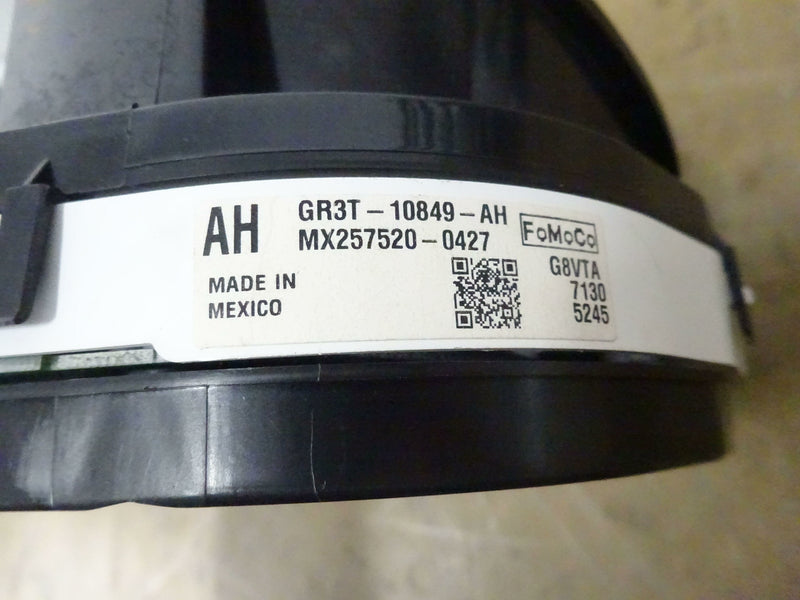 AH
GR3T-10849-AH
MX257520-0427
FoMoCo
MADE IN
MEXICO
G8VTA
7130
5245